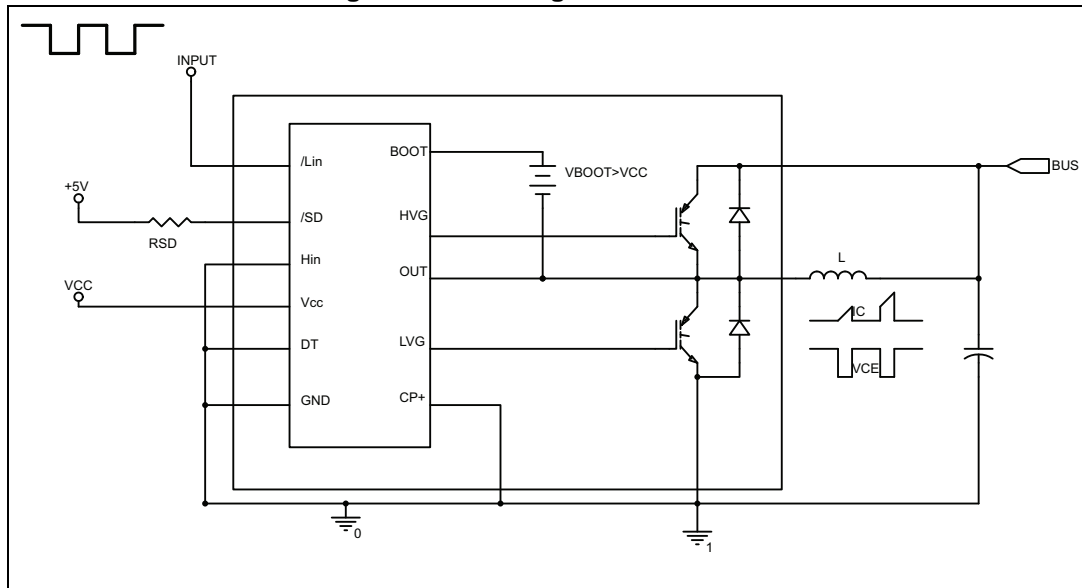 INPUT
+5V
RSD
VCC
/Lin
/SD
Hin
Vcc
DT
GND
BOOT
HVG
OUT
LVG
CP+
VBOOT>VCC
BUS
L
IC
VCE
0
1